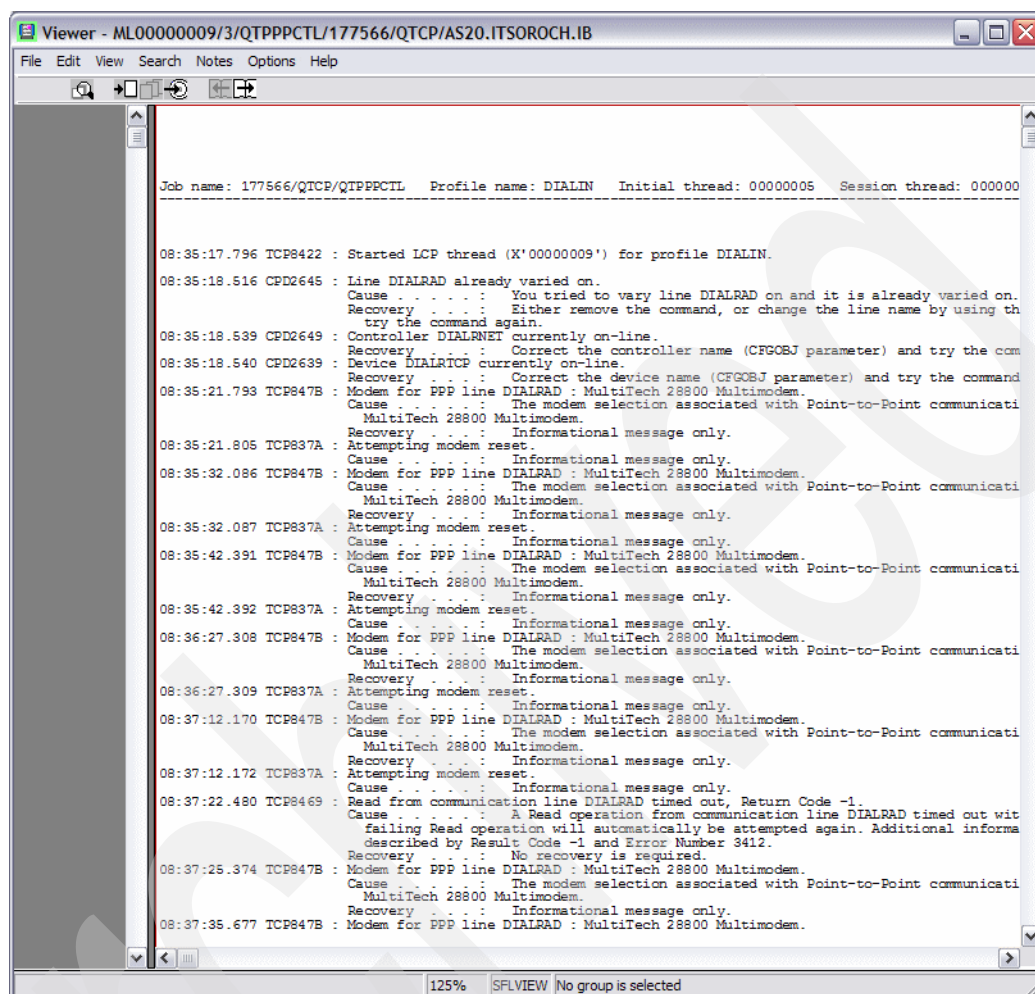 Viewer - ML00000009/3/QTPPPCTL/177566/QTCP/AS20.ITSOROCH.IB
File Edit View Search Notes Options Help
Job name: 177566/QTCP/QTPPPCTL Profile name: DIALIN Initial thread: 00000005 Session thread: 000000
08:35:17.796 TCP8422 : Started LCP thread (X'00000009') for profile DIALIN.
08:35:18.516 CPD2645 : Line DIALRAD already varied on.
Cause . . . . . : You tried to vary line DIALRAD on and it is already varied on.
Recovery . . . : Either remove the command, or change the line name by using th
try the command again.
08:35:18.539 CPD2649 : Controller DIALRNET currently on-line.
Recovery . . . : Correct the controller name (CFGOBJ parameter) and try the com
08:35:18.540 CPD2639 : Device DIALRTCP currently on-line.
Recovery . . . : Correct the device name (CFGOBJ parameter) and try the command
08:35:21.793 TCP847B : Modem for PPP line DIALRAD : MultiTech 28800 Multimodem.
Cause . . . . . : The modem selection associated with Point-to-Point communicati
MultiTech 28800 Multimodem.
Recovery . . . : Informational message only.
08:35:21.805 TCP837A : Attempting modem reset.
Cause . . . . . : Informational message only.
08:35:32.086 TCP847B : Modem for PPP line DIALRAD : MultiTech 28800 Multimodem.
Cause . . . . . : The modem selection associated with Point-to-Point communicati
MultiTech 28800 Multimodem.
Recovery . . . : Informational message only.
08:35:32.087 TCP837A : Attempting modem reset.
Cause . . . . . : Informational message only.
08:35:42.391 TCP847B : Modem for PPP line DIALRAD : MultiTech 28800 Multimodem.
Cause . . . . . : The modem selection associated with Point-to-Point communicati
MultiTech 28800 Multimodem.
Recovery . . . : Informational message only.
08:35:42.392 TCP837A : Attempting modem reset.
Cause . . . . . : Informational message only.
08:36:27.308 TCP847B : Modem for PPP line DIALRAD : MultiTech 28800 Multimodem.
Cause . . . . . : The modem selection associated with Point-to-Point communicati
MultiTech 28800 Multimodem.
Recovery . . . : Informational message only.
08:36:27.309 TCP837A : Attempting modem reset.
Cause . . . . . : Informational message only.
08:37:12.170 TCP847B : Modem for PPP line DIALRAD : MultiTech 28800 Multimodem.
Cause . . . . . : The modem selection associated with Point-to-Point communicati
MultiTech 28800 Multimodem.
Recovery . . . : Informational message only.
08:37:12.172 TCP837A : Attempting modem reset.
Cause . . . . . : Informational message only.
08:37:22.480 TCP8469 : Read from communication line DIALRAD timed out, Return Code -1.
Cause . . . . . : A Read operation from communication line DIALRAD timed out wit
failing Read operation will automatically be attempted again. Additional informa
described by Result Code -1 and Error Number 3412.
Recovery . . . : No recovery is required.
08:37:25.374 TCP847B : Modem for PPP line DIALRAD : MultiTech 28800 Multimodem.
Cause . . . . . : The modem selection associated with Point-to-Point communicati
MultiTech 28800 Multimodem.
Recovery . . . : Informational message only.
08:37:35.677 TCP847B : Modem for PPP line DIALRAD : MultiTech 28800 Multimodem.
125% SFLVIEW No group is selected